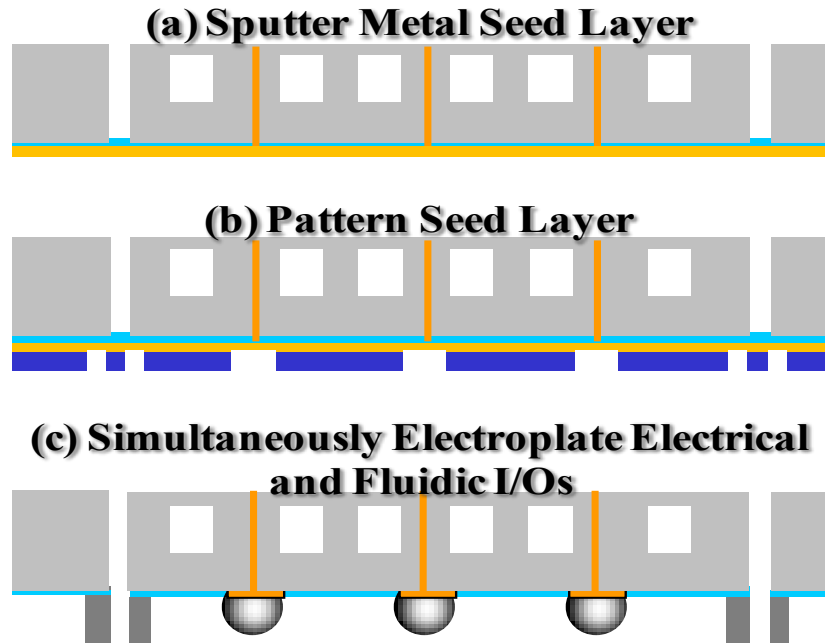 (a) Sputter Metal Seed Layer
(b) Pattern Seed Layer
(c) Simultaneously Electroplate Electrical
and Fluidic I/Os